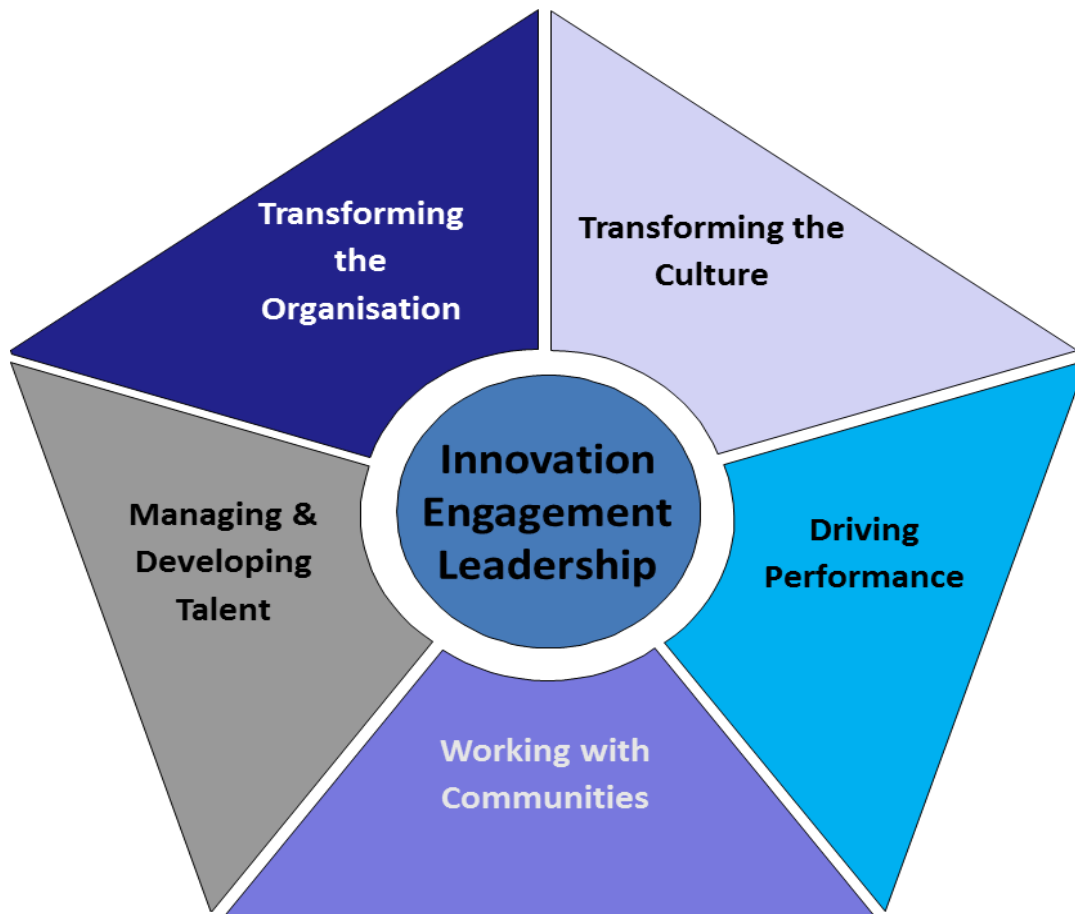 Transforming
the
Organisation
Transforming the
Culture
Innovation
Engagement
Leadership
Managing &
Developing
Talent
Driving
Performance
Working with
Communities